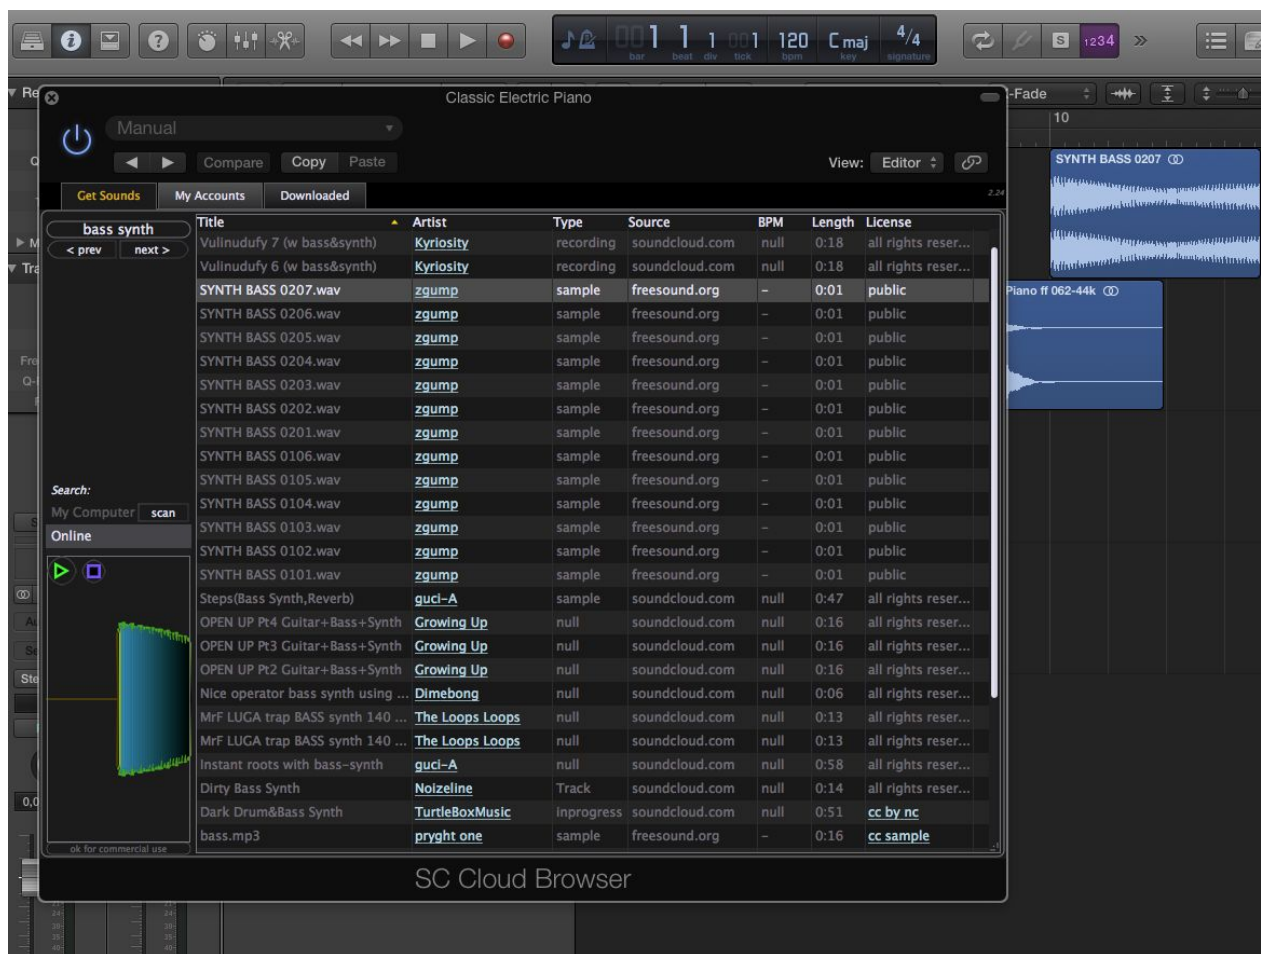 1 1 1 1 120 C maj 4/4
bar beat div tick bpm key signature
S 1234
Re Classic Electric Piano -Fade
Manual 10
Compare Copy Paste View: Editor
SYNTH BASS 0207
Get Sounds My Accounts Downloaded 2.24
bass synth
< prev next >
Title Artist Type Source BPM Length License
Vulinudufy 7 (w bass&synth) Kyriosity recording soundcloud.com null 0:18 all rights reser...
Vulinudufy 6 (w bass&synth) Kyriosity recording soundcloud.com null 0:18 all rights reser...
SYNTH BASS 0207.wav zgump sample freesound.org – 0:01 public
Piano ff 062-44k
SYNTH BASS 0206.wav zgump sample freesound.org – 0:01 public
SYNTH BASS 0205.wav zgump sample freesound.org – 0:01 public
SYNTH BASS 0204.wav zgump sample freesound.org – 0:01 public
SYNTH BASS 0203.wav zgump sample freesound.org – 0:01 public
SYNTH BASS 0202.wav zgump sample freesound.org – 0:01 public
SYNTH BASS 0201.wav zgump sample freesound.org – 0:01 public
SYNTH BASS 0106.wav zgump sample freesound.org – 0:01 public
SYNTH BASS 0105.wav zgump sample freesound.org – 0:01 public
SYNTH BASS 0104.wav zgump sample freesound.org – 0:01 public
SYNTH BASS 0103.wav zgump sample freesound.org – 0:01 public
SYNTH BASS 0102.wav zgump sample freesound.org – 0:01 public
SYNTH BASS 0101.wav zgump sample freesound.org – 0:01 public
Steps(Bass Synth,Reverb) guci-A sample soundcloud.com null 0:47 all rights reser...
OPEN UP Pt4 Guitar+Bass+Synth Growing Up null soundcloud.com null 0:16 all rights reser...
OPEN UP Pt3 Guitar+Bass+Synth Growing Up null soundcloud.com null 0:16 all rights reser...
OPEN UP Pt2 Guitar+Bass+Synth Growing Up null soundcloud.com null 0:16 all rights reser...
Nice operator bass synth using ... Dimebong null soundcloud.com null 0:06 all rights reser...
MrF LUGA trap BASS synth 140 ... The Loops Loops null soundcloud.com null 0:13 all rights reser...
MrF LUGA trap BASS synth 140 ... The Loops Loops null soundcloud.com null 0:13 all rights reser...
Instant roots with bass-synth guci-A null soundcloud.com null 0:58 all rights reser...
Dirty Bass Synth Noizeline Track soundcloud.com null 0:14 all rights reser...
Dark Drum&Bass Synth TurtleBoxMusic inprogress soundcloud.com null 0:51 cc by nc
bass.mp3 pryght one sample freesound.org – 0:16 cc sample
Search:
My Computer scan
Online
ok for commercial use
SC Cloud Browser